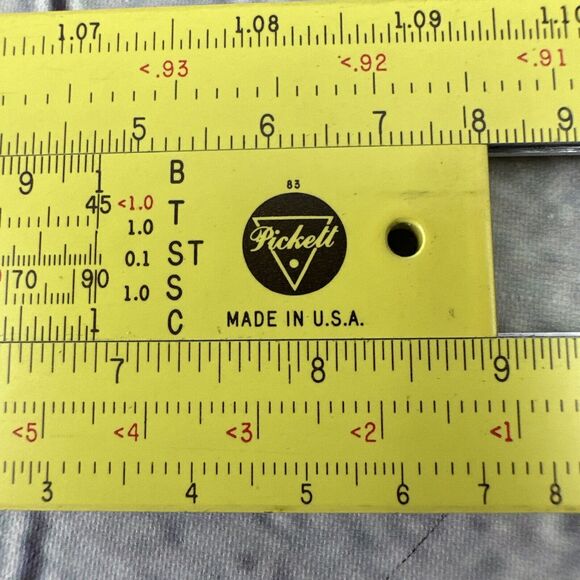 1.07 1.08 1.09 1.10
<.93 <.92 <.91
5 6 7 8 9
9 1 B
83
45 <1.0 T
1.0
Pickett
0.1 ST
70 90 1.0 S
1 C
MADE IN U.S.A.
7 8 9
<5 <4 <3 <2 <1
3 4 .5 6 7 8